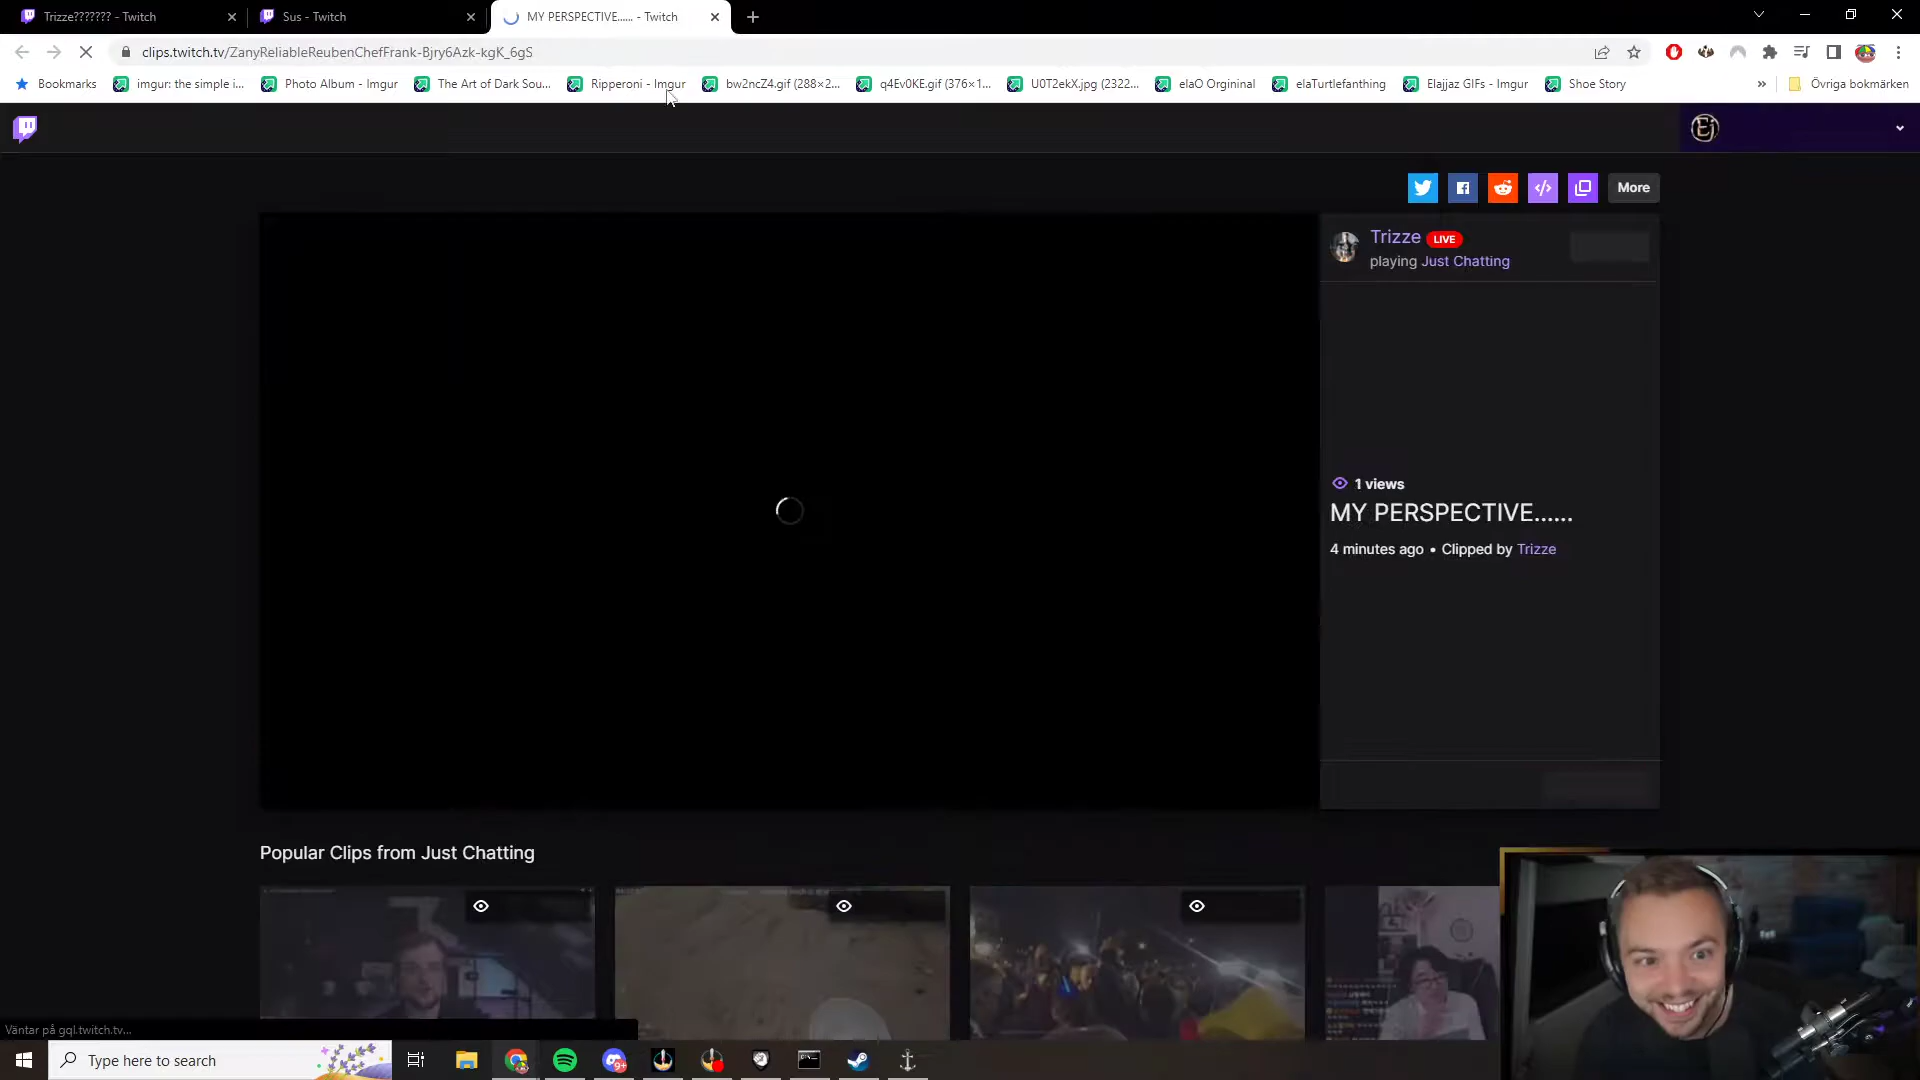 Trizze??????? - Twitch
Sus - Twitch
MY PERSPECTIVE...... - Twitch
clips.twitch.tv/ZanyReliableReubenChefFrank-Bjry6Azk-kgK_6gS
Bookmarks
imgur: the simple i...
Photo Album - Imgur
The Art of Dark Sou...
Ripperoni - Imgur
bw2ncZ4.gif (288×2...
q4Ev0KE.gif (376×1...
U0T2ekX.jpg (2322...
elaO Orgininal
elaTurtlefanthing
Elajjaz GIFs - Imgur
Shoe Story
»
Övriga bokmärken
Ej
More
Trizze LIVE
playing Just Chatting
1 views
MY PERSPECTIVE......
4 minutes ago • Clipped by Trizze
Popular Clips from Just Chatting
Väntar på gql.twitch.tv...
Type here to search
9+